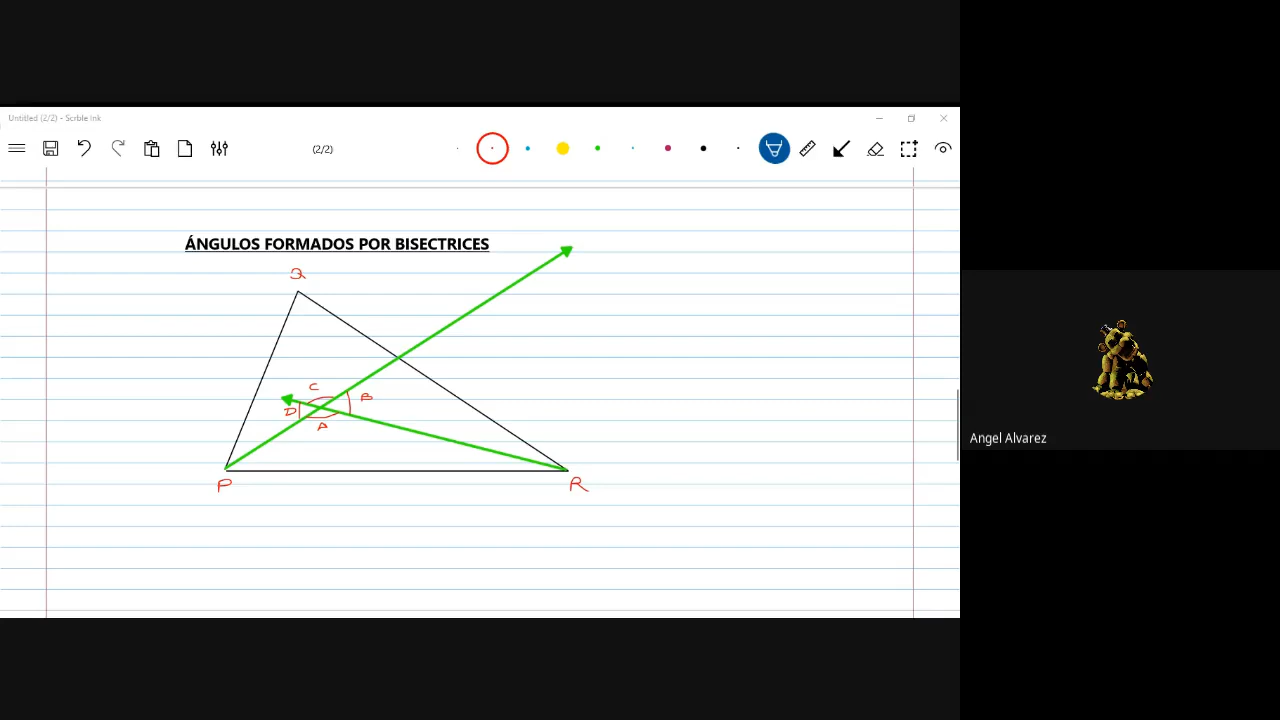 Untitled (2/2) - Scrble Ink
(2/2)
ÁNGULOS FORMADOS POR BISECTRICES
Q
C
B
D
A
P
R
Angel Alvarez